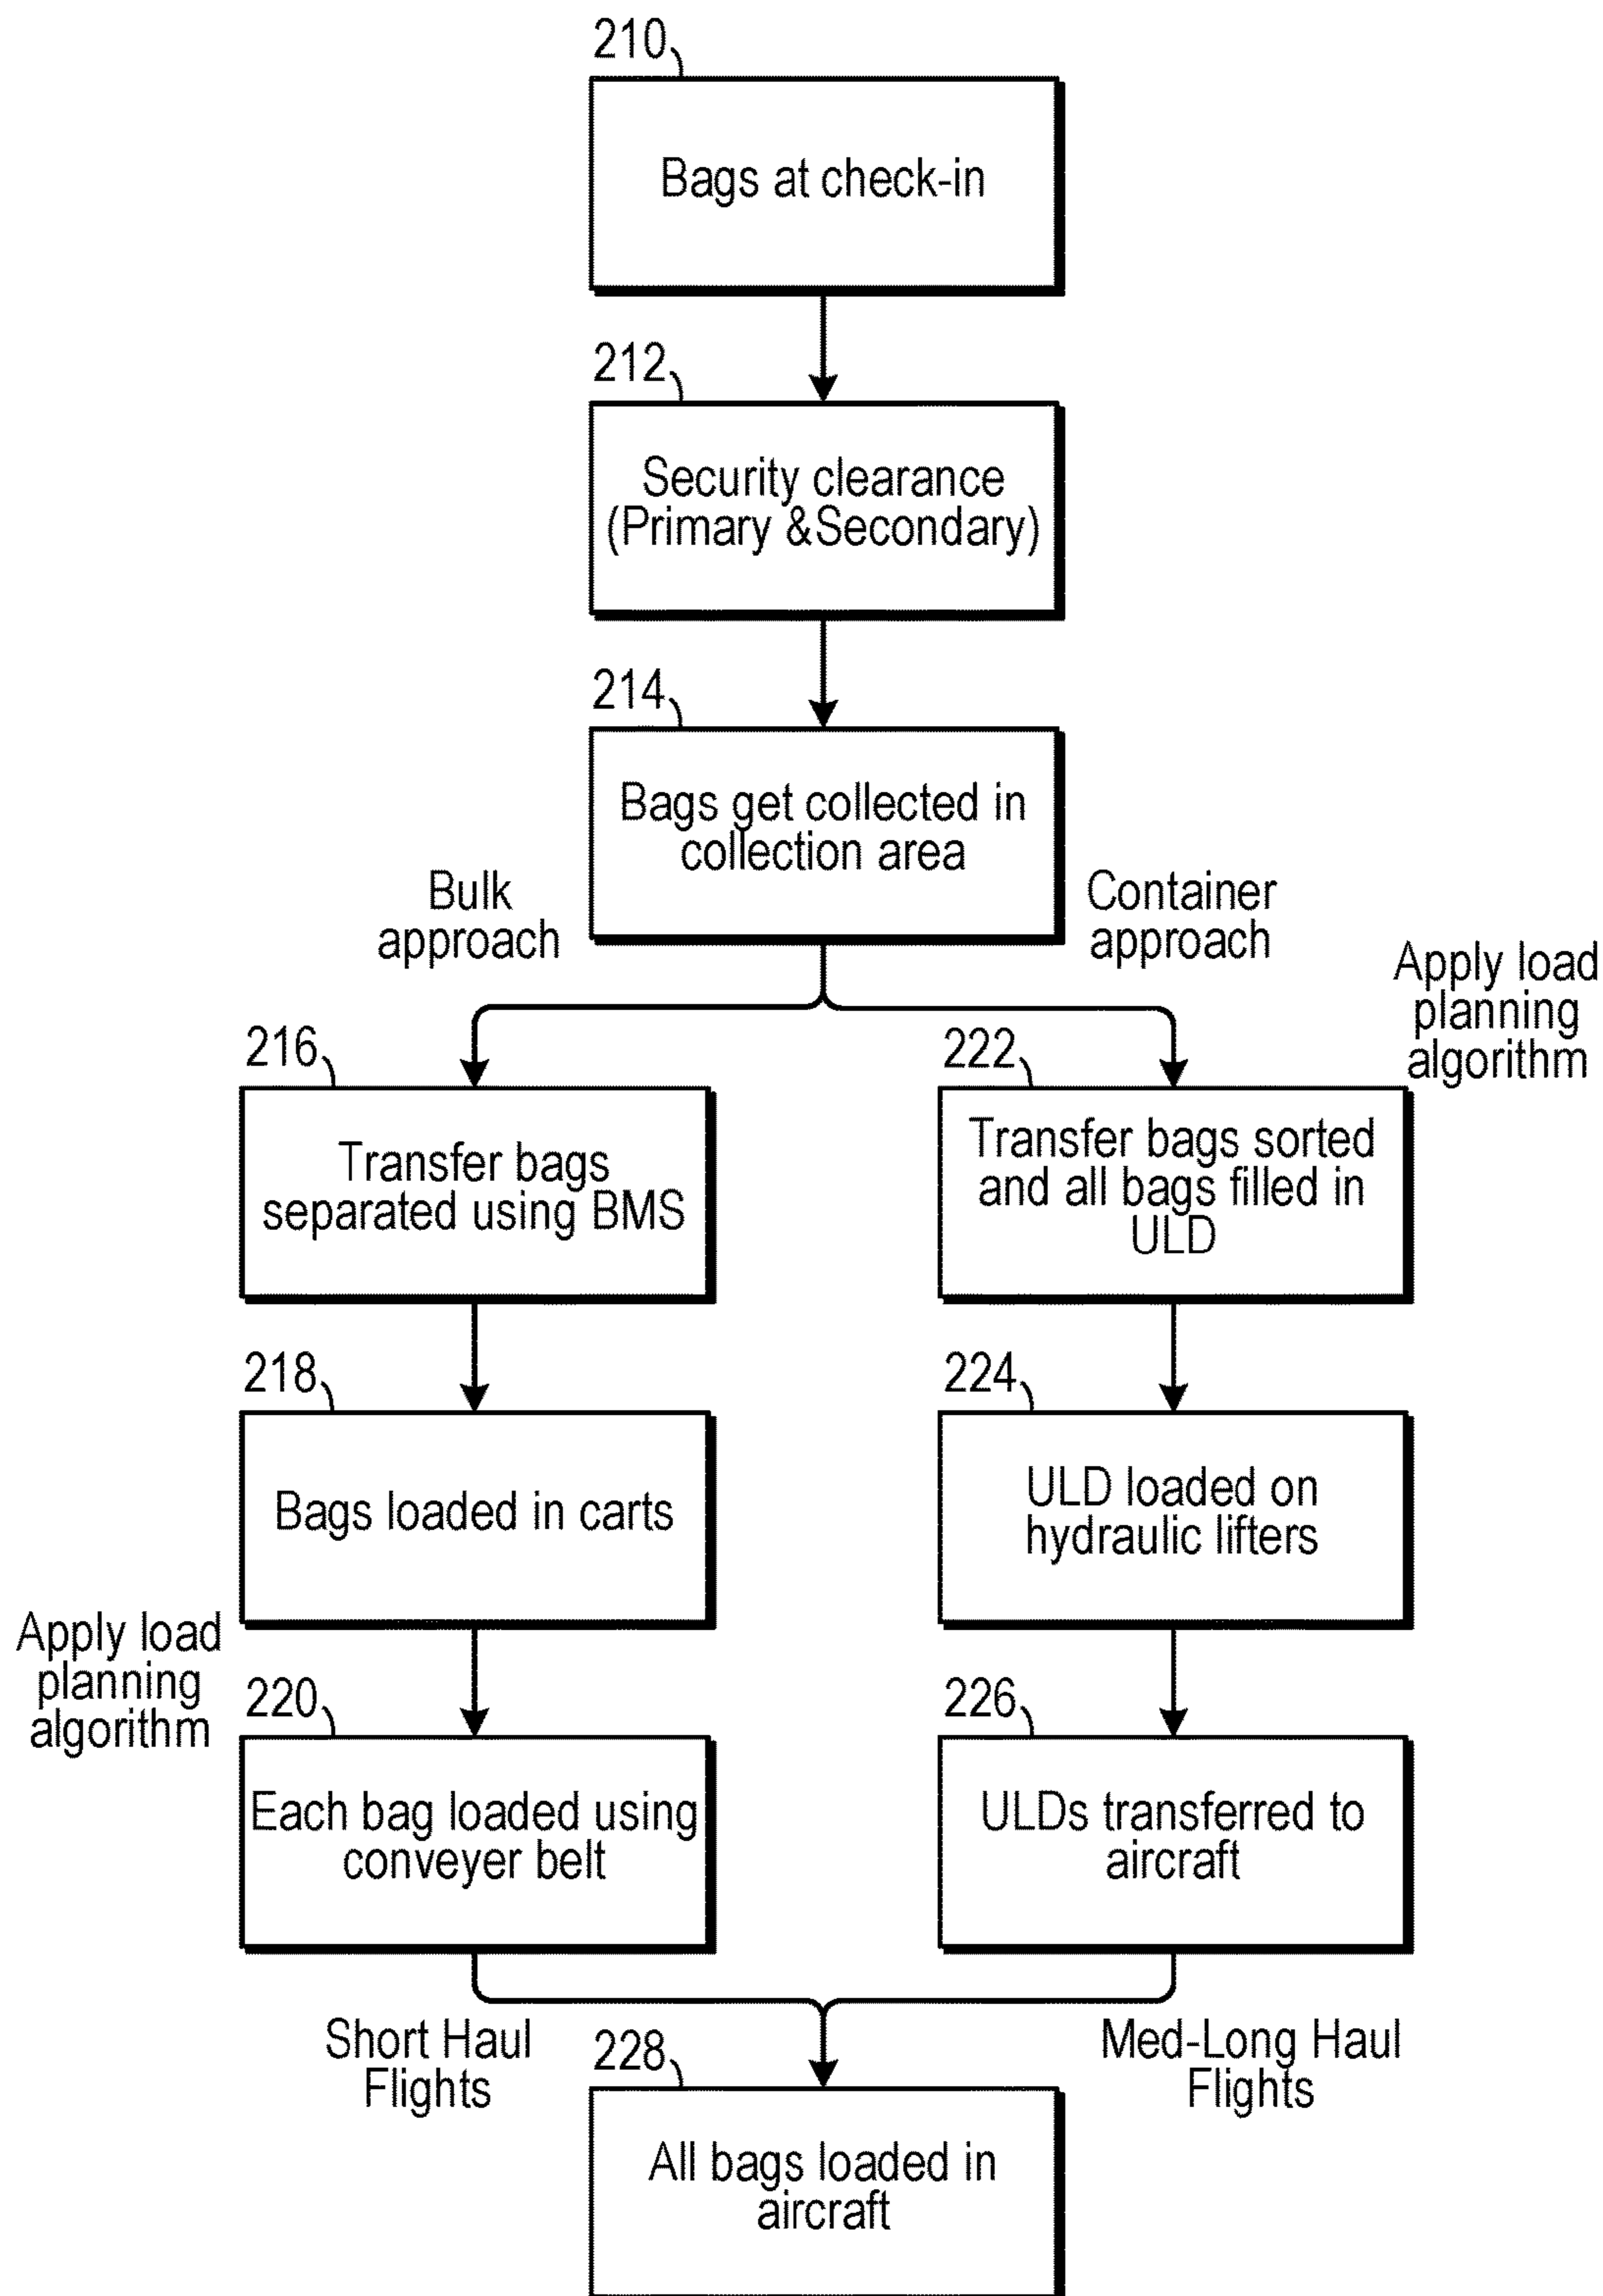 210
Bags at check-in
212
Security clearance
(Primary &Secondary)
214
Bags get collected in
collection area
Bulk
approach
Container
approach
Apply load
planning
algorithm
216
Transfer bags
separated using BMS
222
Transfer bags sorted
and all bags filled in
ULD
218
Bags loaded in carts
224
ULD loaded on
hydraulic lifters
Apply load
planning
algorithm
220
Each bag loaded using
conveyer belt
226
ULDs transferred to
aircraft
Short Haul
Flights
Med-Long Haul
Flights
228
All bags loaded in
aircraft